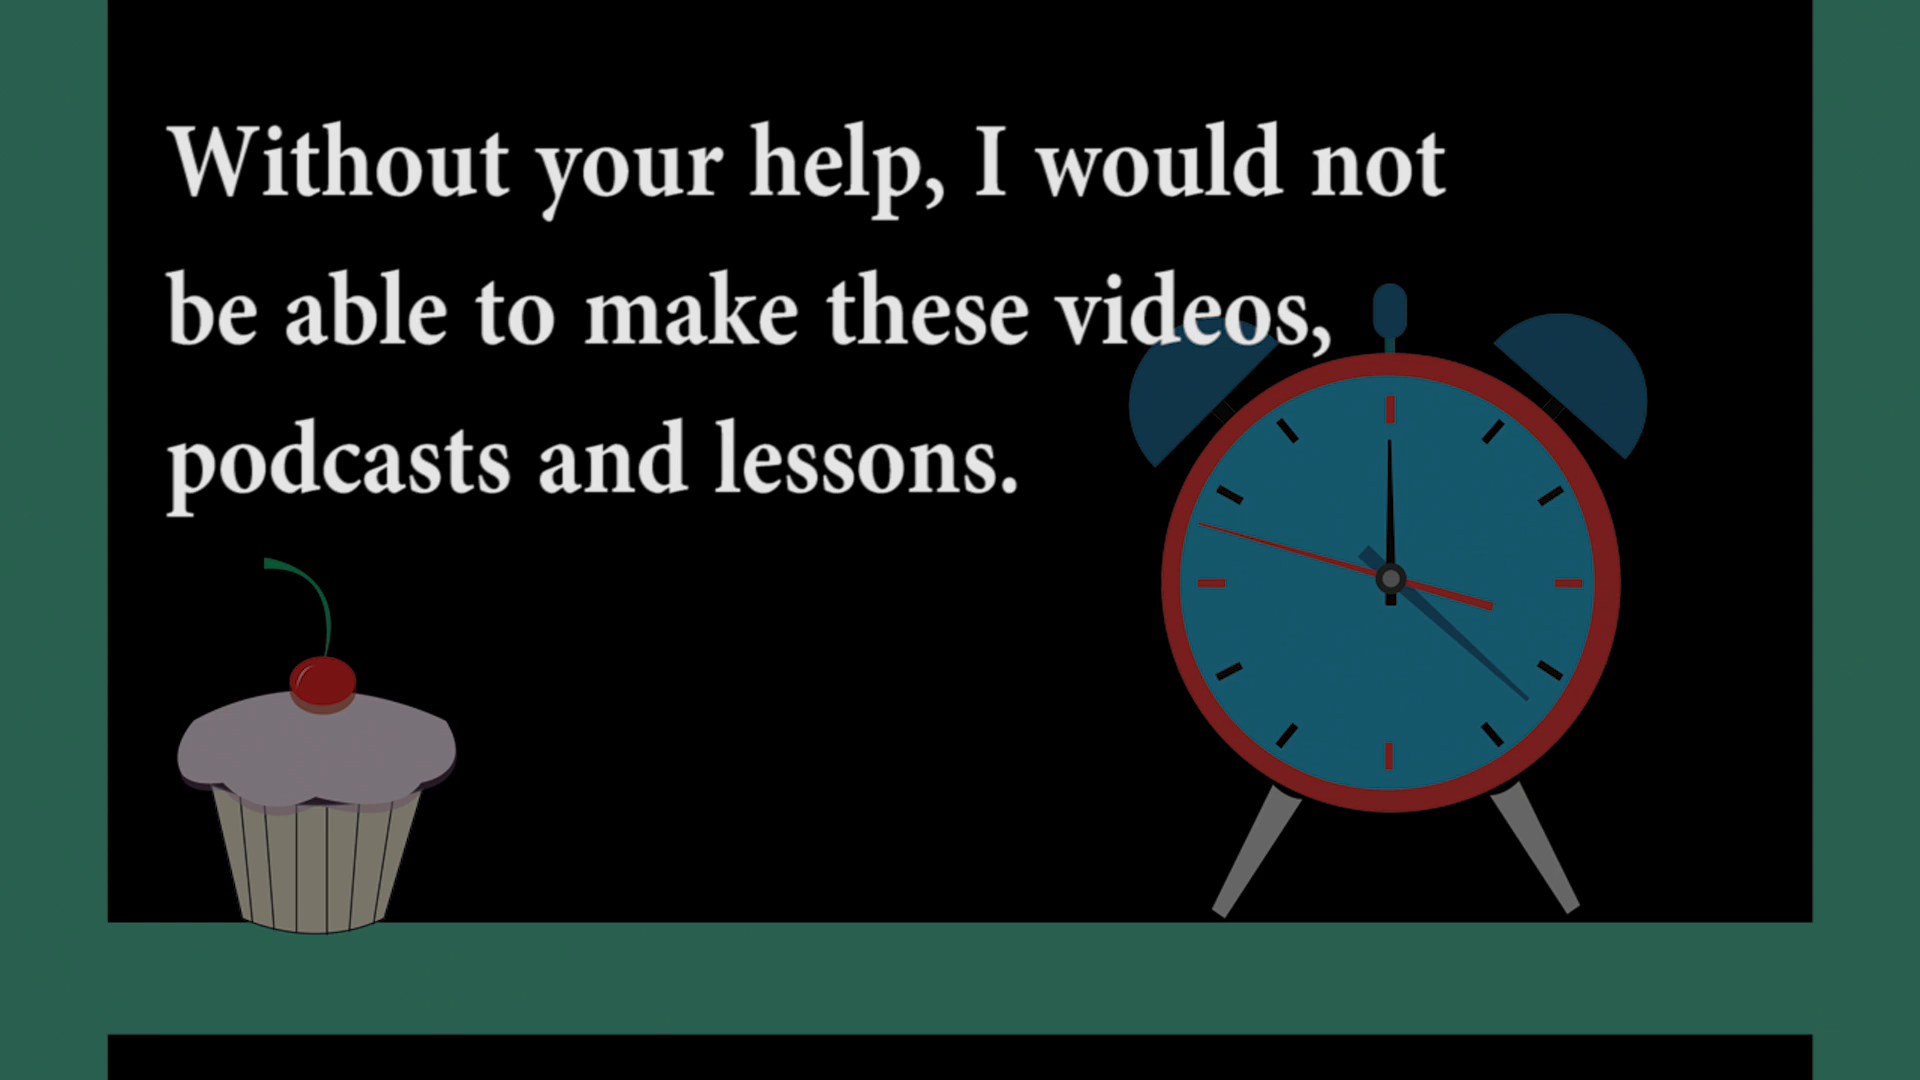 Without your help, I would not
be able to make these videos,
podcasts and lessons.